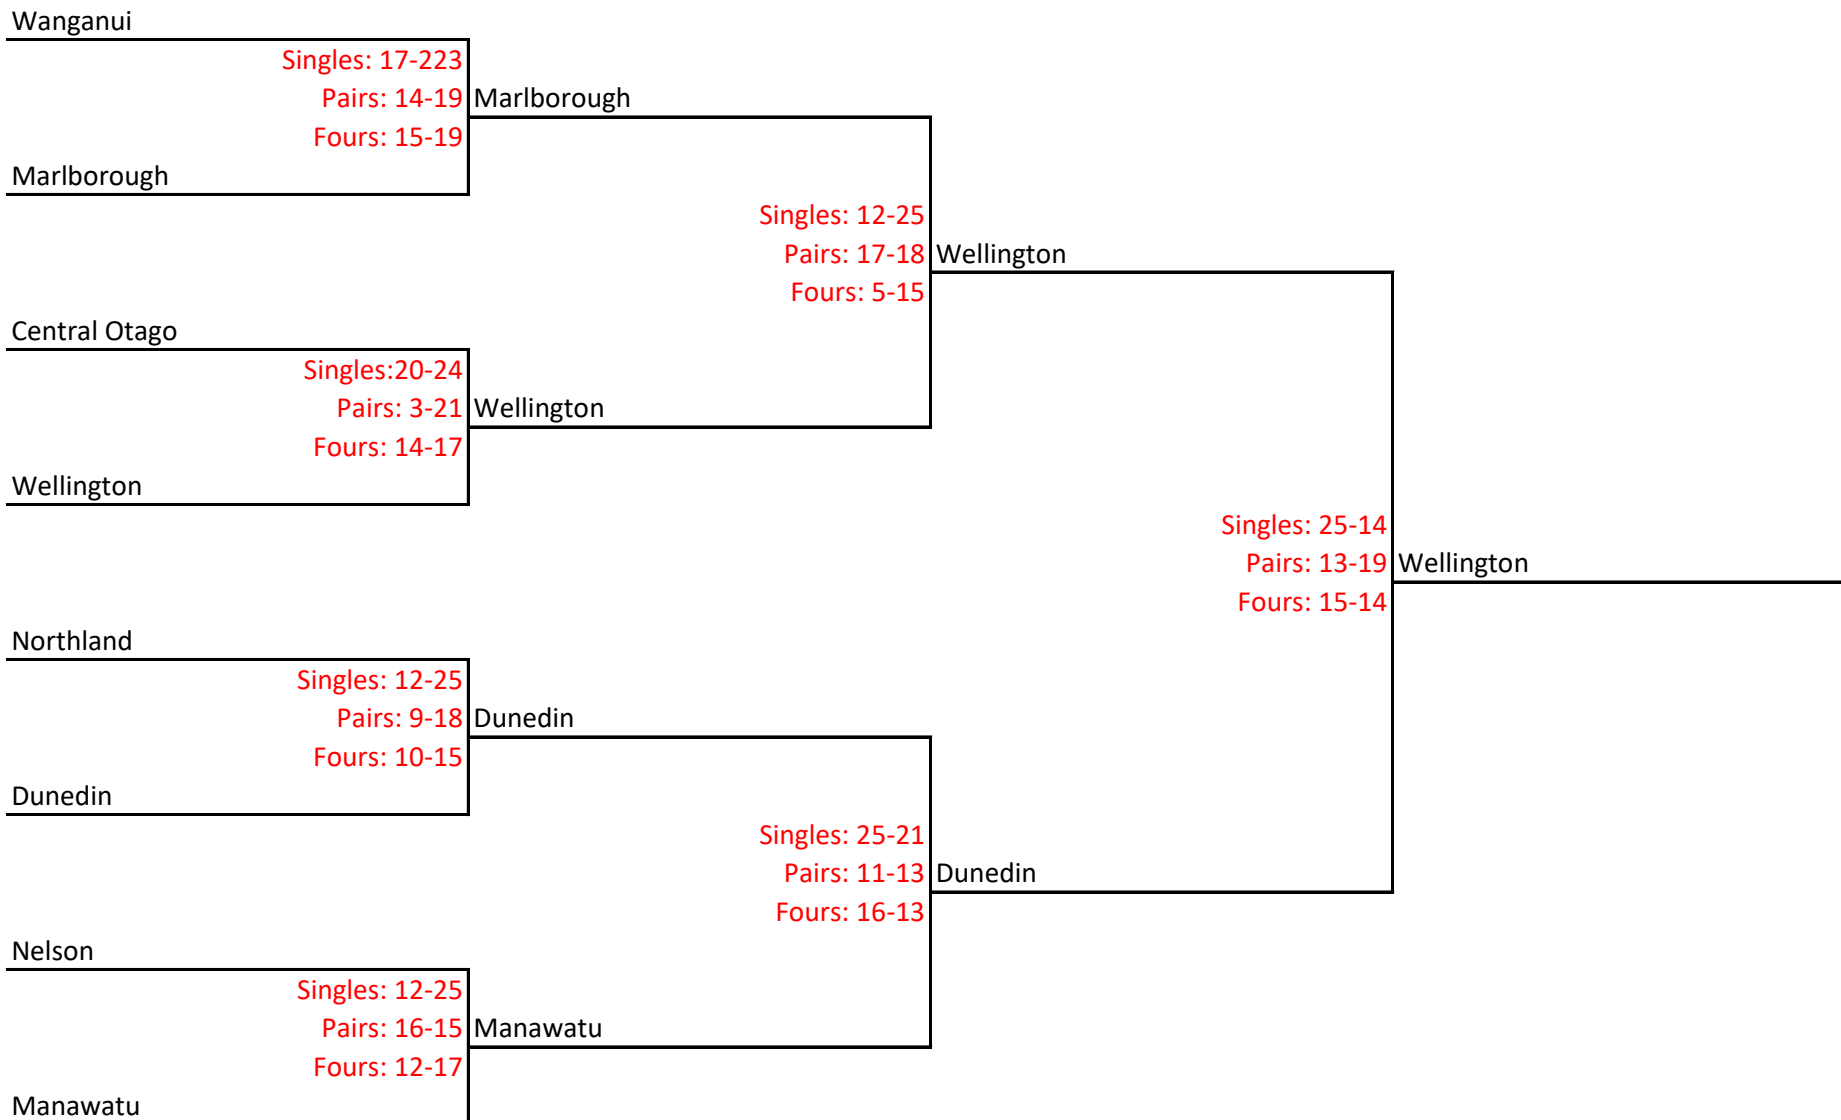 Wanganui
Singles: 17-223
Pairs: 14-19
Marlborough
Fours: 15-19
Marlborough
Singles: 12-25
Pairs: 17-18
Wellington
Fours: 5-15
Central Otago
Singles:20-24
Pairs: 3-21
Wellington
Fours: 14-17
Wellington
Singles: 25-14
Pairs: 13-19
Wellington
Fours: 15-14
Northland
Singles: 12-25
Pairs: 9-18
Dunedin
Fours: 10-15
Dunedin
Singles: 25-21
Pairs: 11-13
Dunedin
Fours: 16-13
Nelson
Singles: 12-25
Pairs: 16-15
Manawatu
Fours: 12-17
Manawatu